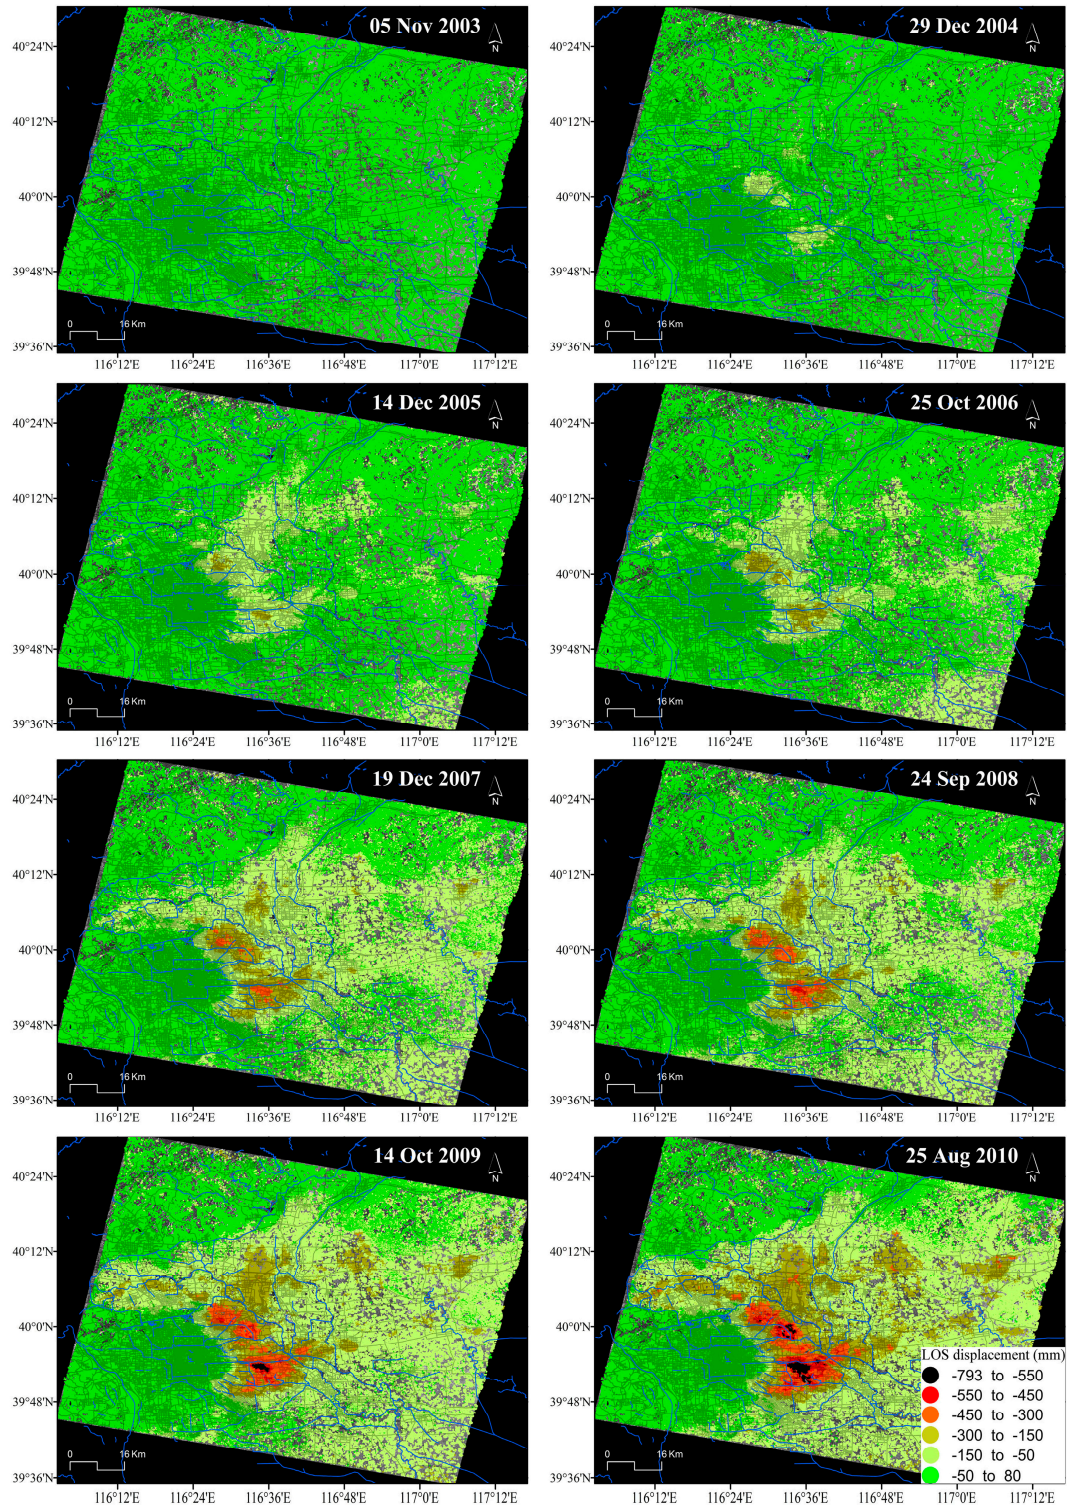 05 Nov 2003
N
29 Dec 2004
N
40°24'N
40°12'N
40°0'N
39°48'N
39°36'N
0 16 Km
116°12'E 116°24'E 116°36'E 116°48'E 117°0'E 117°12'E
40°24'N
40°12'N
40°0'N
39°48'N
39°36'N
0 16 Km
116°12'E 116°24'E 116°36'E 116°48'E 117°0'E 117°12'E
14 Dec 2005
N
25 Oct 2006
N
40°24'N
40°12'N
40°0'N
39°48'N
39°36'N
0 16 Km
116°12'E 116°24'E 116°36'E 116°48'E 117°0'E 117°12'E
40°24'N
40°12'N
40°0'N
39°48'N
39°36'N
0 16 Km
116°12'E 116°24'E 116°36'E 116°48'E 117°0'E 117°12'E
19 Dec 2007
N
24 Sep 2008
N
40°24'N
40°12'N
40°0'N
39°48'N
39°36'N
0 16 Km
116°12'E 116°24'E 116°36'E 116°48'E 117°0'E 117°12'E
40°24'N
40°12'N
40°0'N
39°48'N
39°36'N
0 16 Km
116°12'E 116°24'E 116°36'E 116°48'E 117°0'E 117°12'E
14 Oct 2009
N
25 Aug 2010
N
40°24'N
40°12'N
40°0'N
39°48'N
39°36'N
0 16 Km
116°12'E 116°24'E 116°36'E 116°48'E 117°0'E 117°12'E
40°24'N
40°12'N
40°0'N
39°48'N
39°36'N
0 16 Km
116°12'E 116°24'E 116°36'E 116°48'E 117°0'E 117°12'E
LOS displacement (mm)
-793 to -550
-550 to -450
-450 to -300
-300 to -150
-150 to -50
-50 to 80